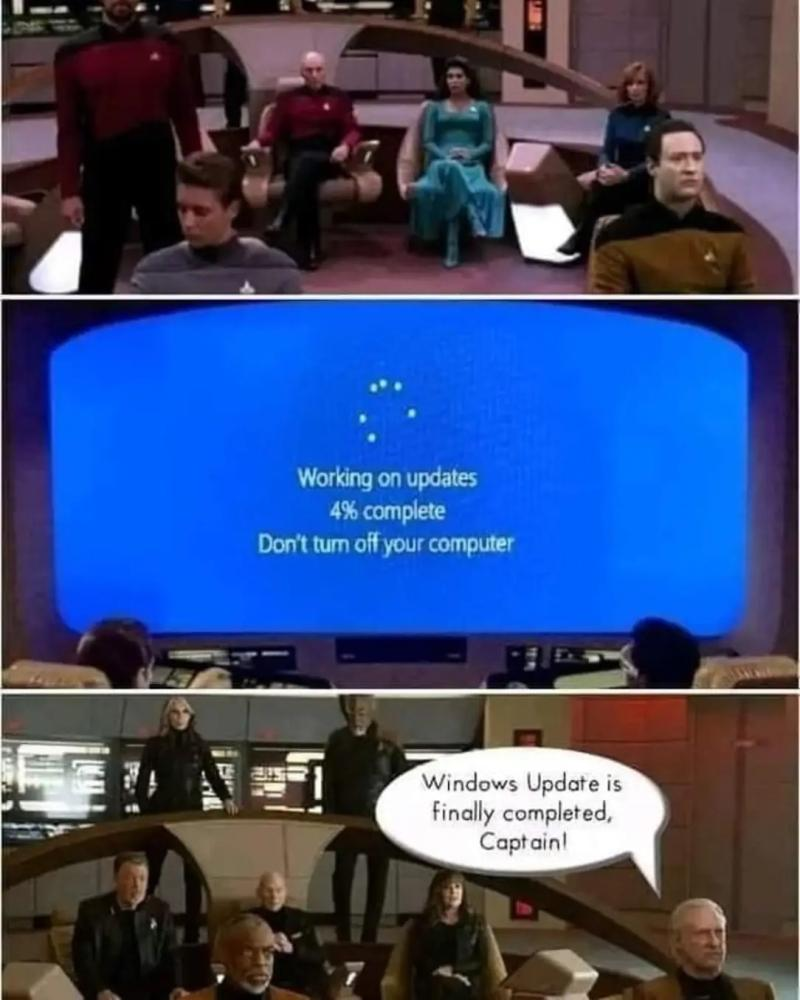 Working on updates
4% complete
Don't turn off your computer
Windows Update is
finally completed,
Captain!